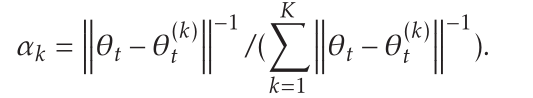 α_k = ‖θ_t − θ_t^{(k)}‖^{−1} /(∑_{k=1}^{K} ‖θ_t − θ_t^{(k)}‖^{−1}).